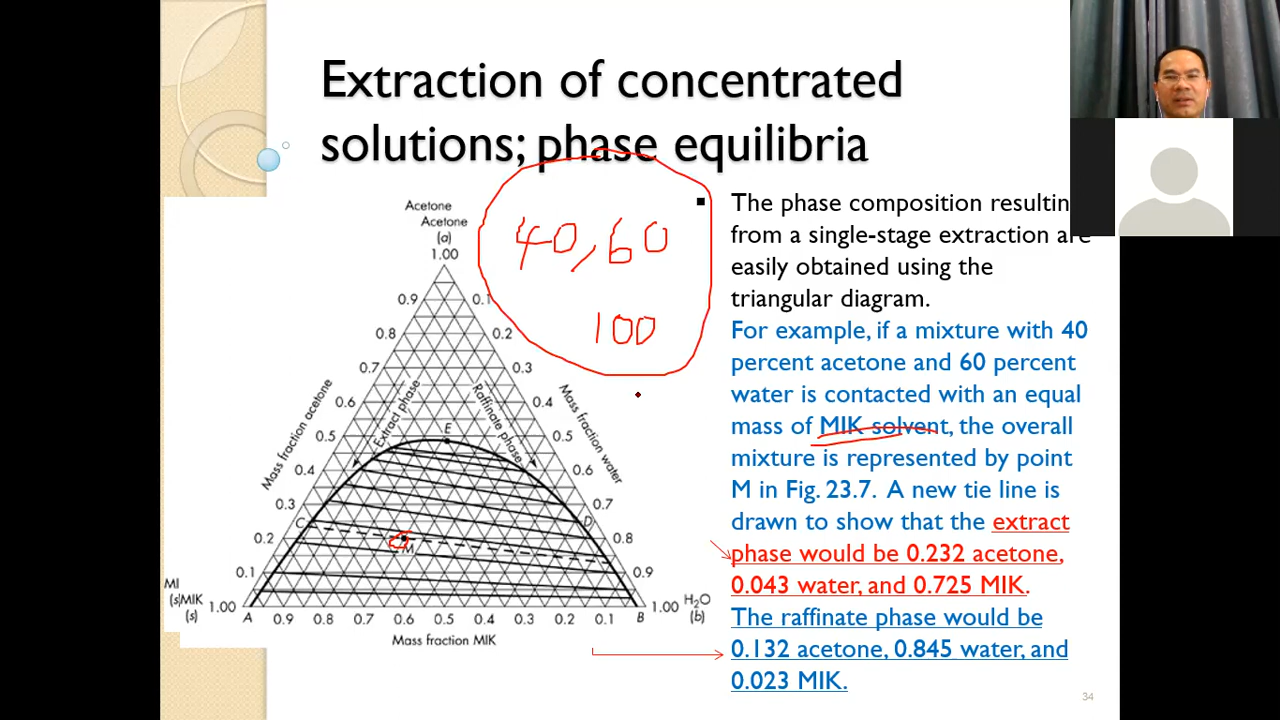 Extraction of concentrated
solutions; phase equilibria
40, 60
100
Acetone
Acetone
(a)
1.00
0.9
0.1
0.8
0.2
0.7
0.3
0.6
0.4
0.5
0.5
0.4
0.6
0.3
0.7
0.2
0.8
0.1
0.9
Mass fraction acetone
Extract phase
Raffinate phase
Mass fraction water
E
C
D
M
MI
(s)MIK
(s)
1.00
1.00
H₂O
(b)
A
0.9
0.8
0.7
0.6
0.5
0.4
0.3
0.2
0.1
B
Mass fraction MIK
The phase composition resultin
from a single-stage extraction are
easily obtained using the
triangular diagram.
For example, if a mixture with 40
percent acetone and 60 percent
water is contacted with an equal
mass of MIK solvent, the overall
mixture is represented by point
M in Fig. 23.7. A new tie line is
drawn to show that the extract
phase would be 0.232 acetone,
0.043 water, and 0.725 MIK.
The raffinate phase would be
0.132 acetone, 0.845 water, and
0.023 MIK.
34